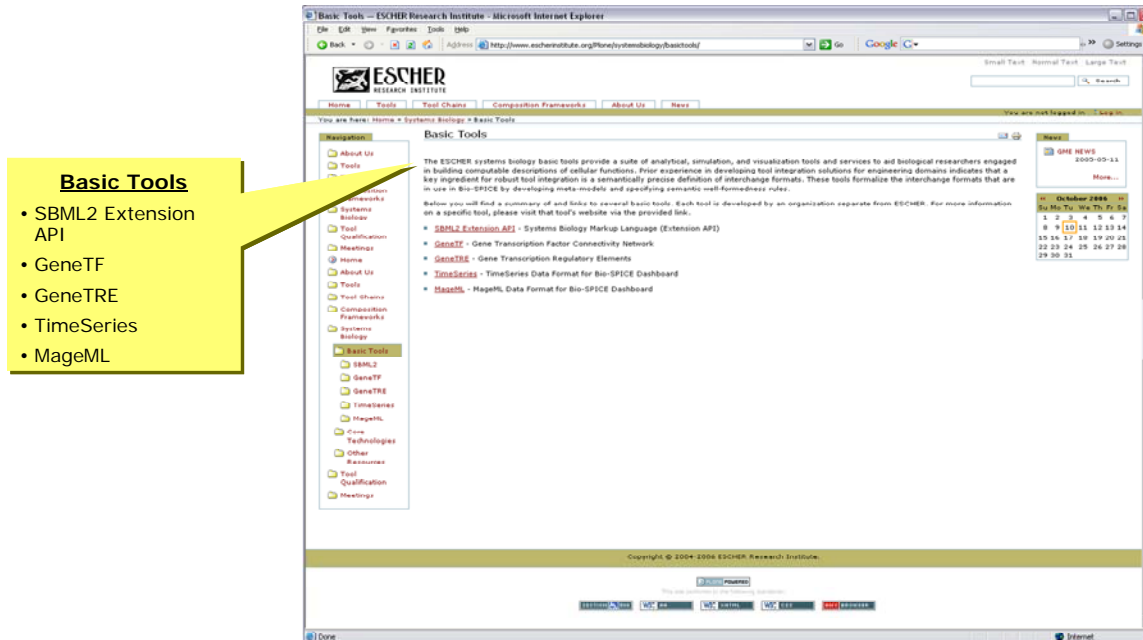 Basic Tools
• SBML2 Extension
API
• GeneTF
• GeneTRE
• TimeSeries
• MageML
Basic Tools — ESCHER Research Institute - Microsoft Internet Explorer
File Edit View Favorites Tools Help
Back Address http://www.escherinstitute.org/Plone/systemsbiology/basictools/ Go Google Settings
Small Text Normal Text Large Text
ESCHER
RESEARCH INSTITUTE
Search
Home Tools Tool Chains Composition Frameworks About Us News
You are not logged in Log in
You are here: Home » Systems Biology » Basic Tools
Navigation
About Us
Tools
Frameworks
Systems
Biology
Tool
Qualification
Meetings
Home
About Us
Tools
Tool Chains
Composition
Frameworks
Systems
Biology
Basic Tools
SBML2
GeneTF
GeneTRE
TimeSeries
MageML
Core
Technologies
Other
Resources
Tool
Qualification
Meetings
Basic Tools
The ESCHER systems biology basic tools provide a suite of analytical, simulation, and visualization tools and services to aid biological researchers engaged
in building computable descriptions of cellular functions. Prior experience in developing tool integration solutions for engineering domains indicates that a
key ingredient for robust tool integration is a semantically precise definition of interchange formats. These tools formalize the interchange formats that are
in use in Bio-SPICE by developing meta-models and specifying semantic well-formedness rules.
Below you will find a summary of and links to several basic tools. Each tool is developed by an organization separate from ESCHER. For more information
on a specific tool, please visit that tool's website via the provided link.
SBML2 Extension API - Systems Biology Markup Language (Extension API)
GeneTF - Gene Transcription Factor Connectivity Network
GeneTRE - Gene Transcription Regulatory Elements
TimeSeries - TimeSeries Data Format for Bio-SPICE Dashboard
MageML - MageML Data Format for Bio-SPICE Dashboard
News
GME NEWS
2005-05-11
More...
« October 2006 »
Su Mo Tu We Th Fr Sa
1 2 3 4 5 6 7
8 9 10 11 12 13 14
15 16 17 18 19 20 21
22 23 24 25 26 27 28
29 30 31
Copyright © 2004-2006 ESCHER Research Institute.
PLONE POWERED
Done Internet